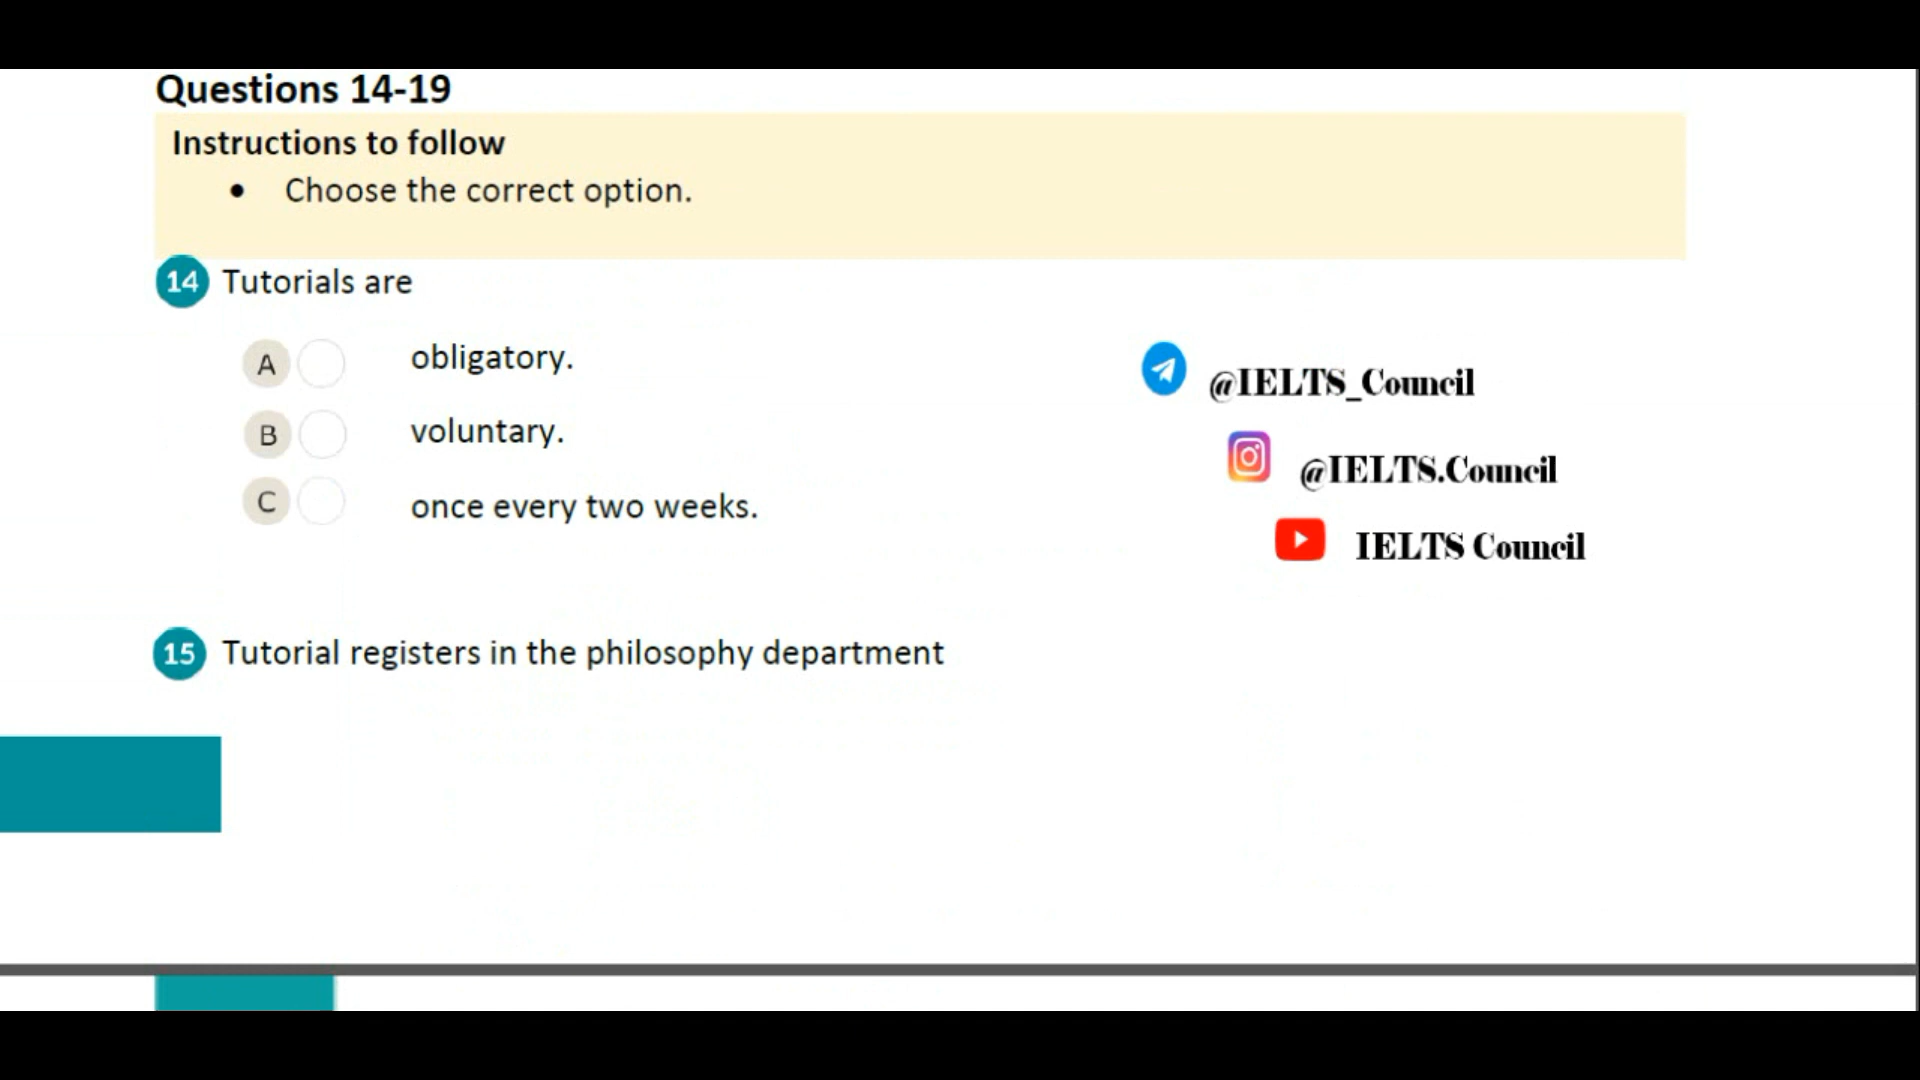 Questions 14-19
Instructions to follow
• Choose the correct option.
14 Tutorials are
A obligatory.
B voluntary.
C once every two weeks.
@IELTS_Council
@IELTS.Council
IELTS Council
15 Tutorial registers in the philosophy department